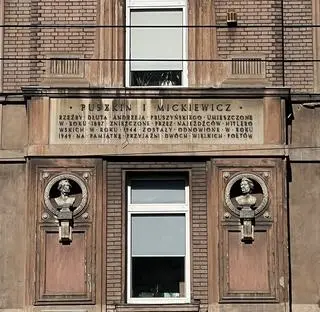 • PUSZKIN I MICKIEWICZ •
RZEŹBY DŁUTA ANDRZEJA PRUSZYŃSKIEGO UMIESZCZONE
W ROKU 1887 ZNISZCZONE PRZEZ NAJEŹDŹCÓW HITLERO
WSKICH W ROKU 1944 ZOSTAŁY ODNOWIONE W ROKU
1949 NA PAMIĄTKĘ PRZYJAŹNI DWÓCH WIELKICH POETÓW